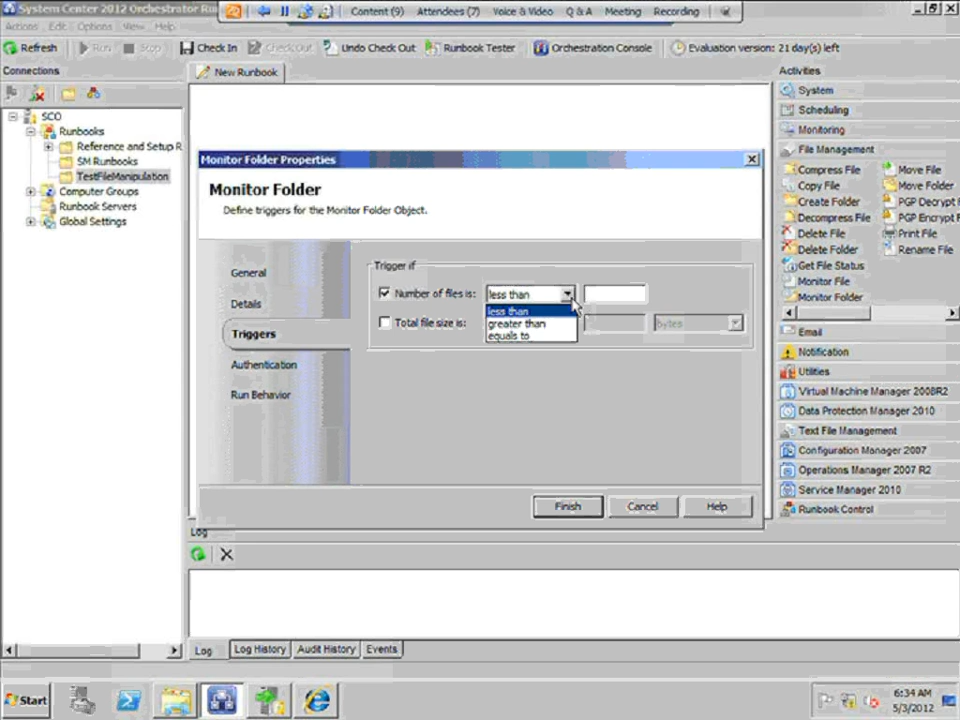 System Center 2012 Orchestrator Run
Content (9) Attendees (7) Voice & Video Q & A Meeting Recording
Actions Edit Options View Help
Refresh Run Stop Check In Check Out Undo Check Out Runbook Tester Orchestration Console Evaluation version: 21 day(s) left
Connections
New Runbook
Activities
SCO
Runbooks
Reference and Setup R
SM Runbooks
TestFileManipulation
Computer Groups
Runbook Servers
Global Settings
Monitor Folder Properties
Monitor Folder
Define triggers for the Monitor Folder Object.
General
Details
Triggers
Authentication
Run Behavior
Trigger if
Number of files is: less than
less than
greater than
equals to
Total file size is: bytes
Finish Cancel Help
System
Scheduling
Monitoring
File Management
Compress File Move File
Copy File Move Folder
Create Folder PGP Decrypt F
Decompress File PGP Encrypt F
Delete File Print File
Delete Folder Rename File
Get File Status
Monitor File
Monitor Folder
Email
Notification
Utilities
Virtual Machine Manager 2008R2
Data Protection Manager 2010
Text File Management
Configuration Manager 2007
Operations Manager 2007 R2
Service Manager 2010
Runbook Control
Log
Log Log History Audit History Events
Start
6:34 AM
5/3/2012